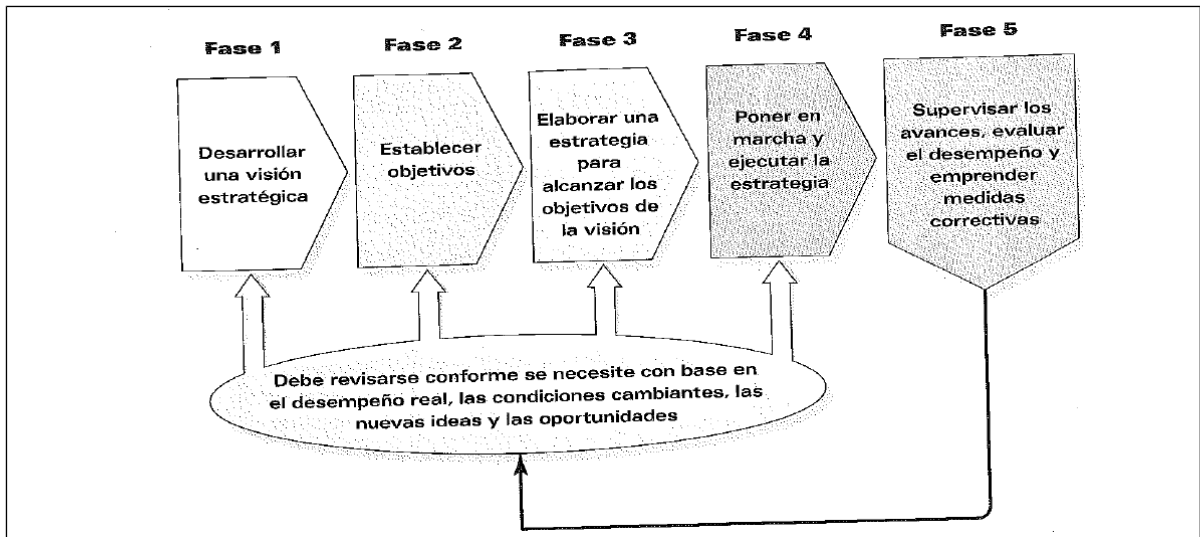 Fase 1
Fase 2
Fase 3
Fase 4
Fase 5
Desarrollar
una visión
estratégica
Establecer
objetivos
Elaborar una
estrategia
para
alcanzar los
objetivos de
la visión
Poner en
marcha y
ejecutar la
estrategia
Supervisar los
avances, evaluar
el desempeño y
emprender
medidas
correctivas
Debe revisarse conforme se necesite con base en
el desempeño real, las condiciones cambiantes, las
nuevas ideas y las oportunidades